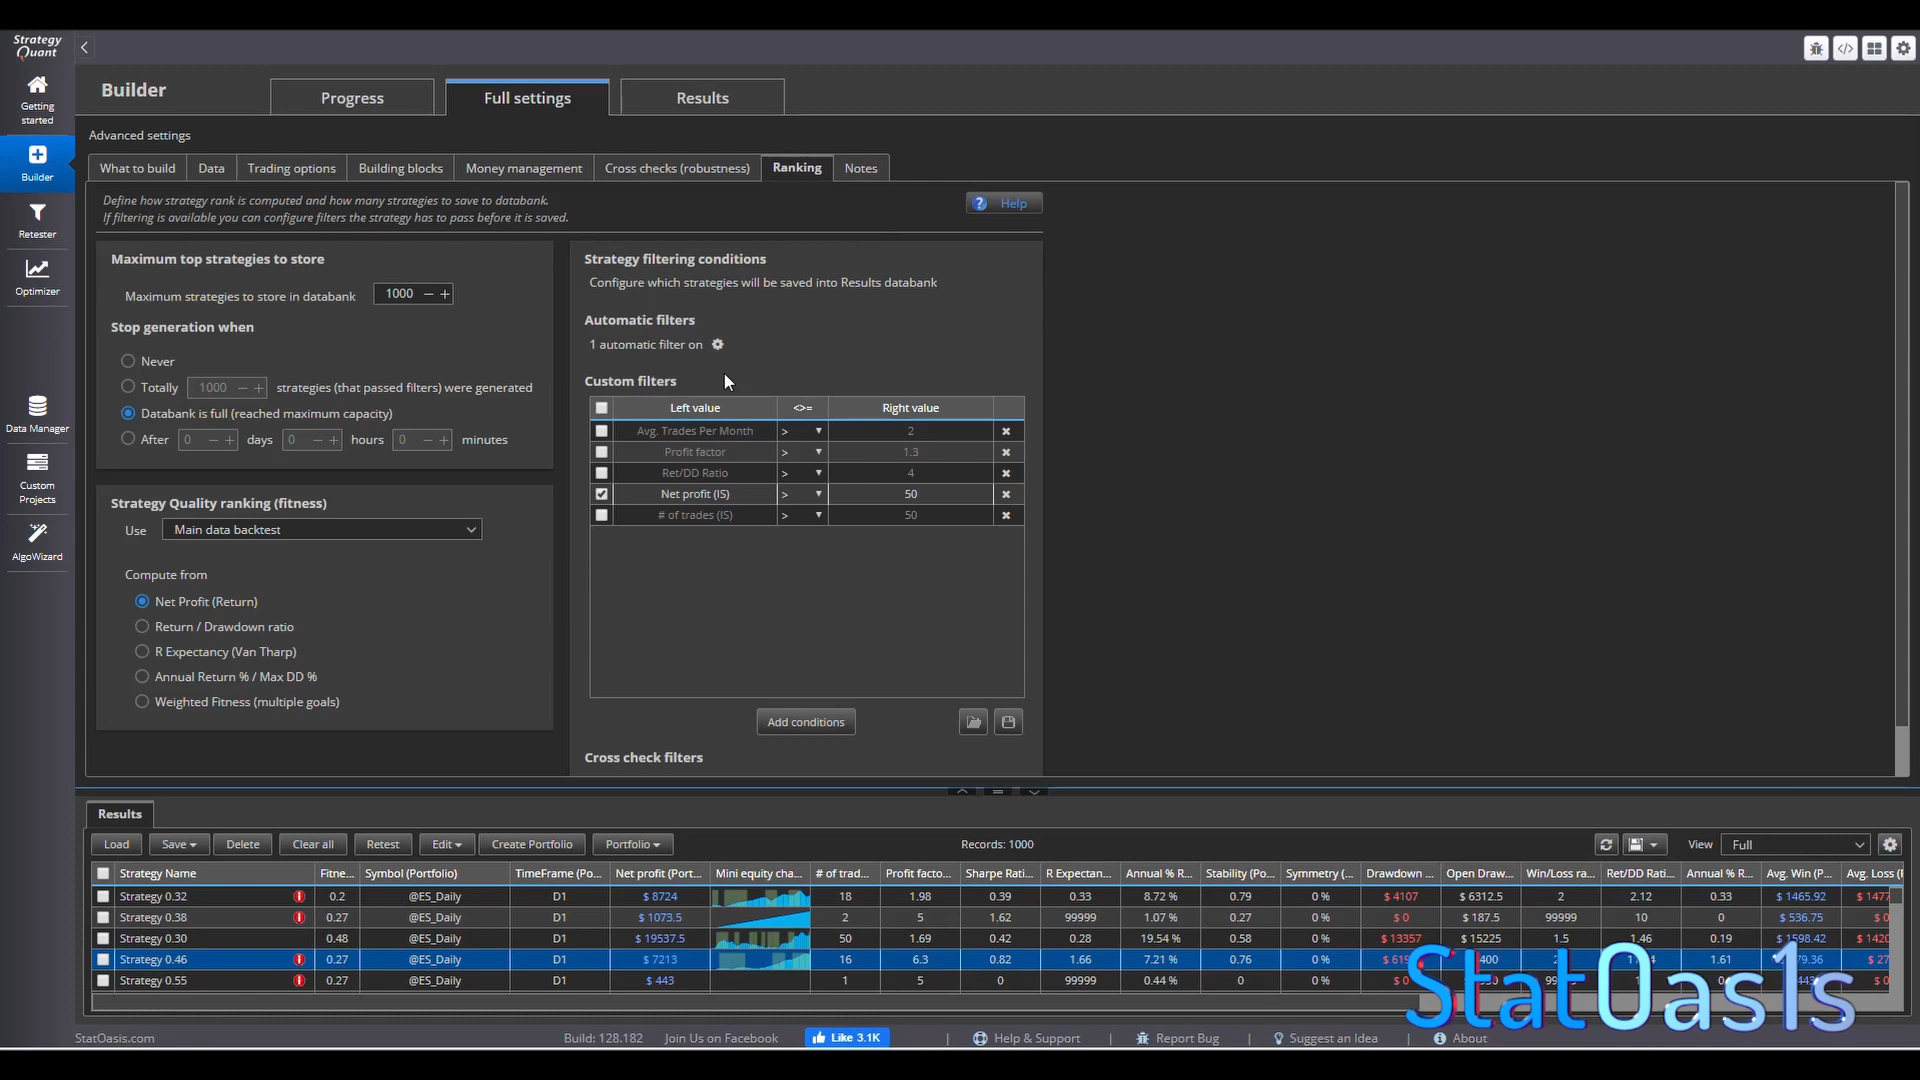 Strategy
Quant
Getting
started
Builder
Retester
Optimizer
Data Manager
Custom
Projects
AlgoWizard
Builder
Progress
Full settings
Results
Advanced settings
What to build
Data
Trading options
Building blocks
Money management
Cross checks (robustness)
Ranking
Notes
Define how strategy rank is computed and how many strategies to save to databank.
If filtering is available you can configure filters the strategy has to pass before it is saved.
? Help
Maximum top strategies to store
Maximum strategies to store in databank 1000 − +
Stop generation when
Never
Totally 1000 − + strategies (that passed filters) were generated
Databank is full (reached maximum capacity)
After 0 − + days 0 − + hours 0 − + minutes
Strategy Quality ranking (fitness)
Use Main data backtest
Compute from
Net Profit (Return)
Return / Drawdown ratio
R Expectancy (Van Tharp)
Annual Return % / Max DD %
Weighted Fitness (multiple goals)
Strategy filtering conditions
Configure which strategies will be saved into Results databank
Automatic filters
1 automatic filter on
Custom filters
Left value <>= Right value
Avg. Trades Per Month > 2
Profit factor > 1.3
Ret/DD Ratio > 4
Net profit (IS) > 50
# of trades (IS) > 50
Add conditions
Cross check filters
Results
Load Save Delete Clear all Retest Edit Create Portfolio Portfolio Records: 1000 View Full
Strategy Name Fitne... Symbol (Portfolio) TimeFrame (Po... Net profit (Port... Mini equity cha... # of trad... Profit facto... Sharpe Rati... R Expectan... Annual % R... Stability (Po... Symmetry (... Drawdown ... Open Draw... Win/Loss ra... Ret/DD Rati... Annual % R... Avg. Win (P... Avg. Loss (
Strategy 0.32 0.2 @ES_Daily D1 $ 8724 18 1.98 0.39 0.33 8.72 % 0.79 0 % $ 4107 $ 6312.5 2 2.12 0.33 $ 1465.92 $ 1477
Strategy 0.38 0.27 @ES_Daily D1 $ 1073.5 2 5 1.62 99999 1.07 % 0.27 0 % $ 0 $ 187.5 99999 10 0 $ 536.75 $ 0
Strategy 0.30 0.48 @ES_Daily D1 $ 19537.5 50 1.69 0.42 0.28 19.54 % 0.58 0 % $ 13357 $ 15225 1.5 1.46 0.19 $ 1598.42 $ 1420
Strategy 0.46 0.27 @ES_Daily D1 $ 7213 16 6.3 0.82 1.66 7.21 % 0.76 0 % 1.61
Strategy 0.55 0.27 @ES_Daily D1 $ 443 1 5 0 99999 0.44 % 0 0 % $ 0
StatOas1s
StatOasis.com Build: 128.182 Join Us on Facebook Like 3.1K | Help & Support | Report Bug | Suggest an Idea | About